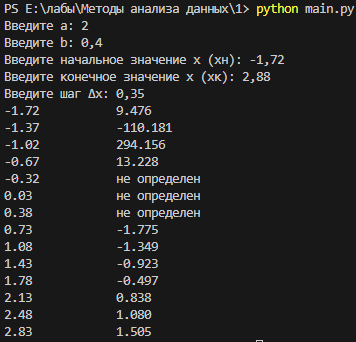 PS E:\лабы\Методы анализа данных\1> python main.py
Введите a: 2
Введите b: 0,4
Введите начальное значение x (xн): -1,72
Введите конечное значение x (xк): 2,88
Введите шаг Δx: 0,35
-1.72 9.476
-1.37 -110.181
-1.02 294.156
-0.67 13.228
-0.32 не определен
0.03 не определен
0.38 не определен
0.73 -1.775
1.08 -1.349
1.43 -0.923
1.78 -0.497
2.13 0.838
2.48 1.080
2.83 1.505